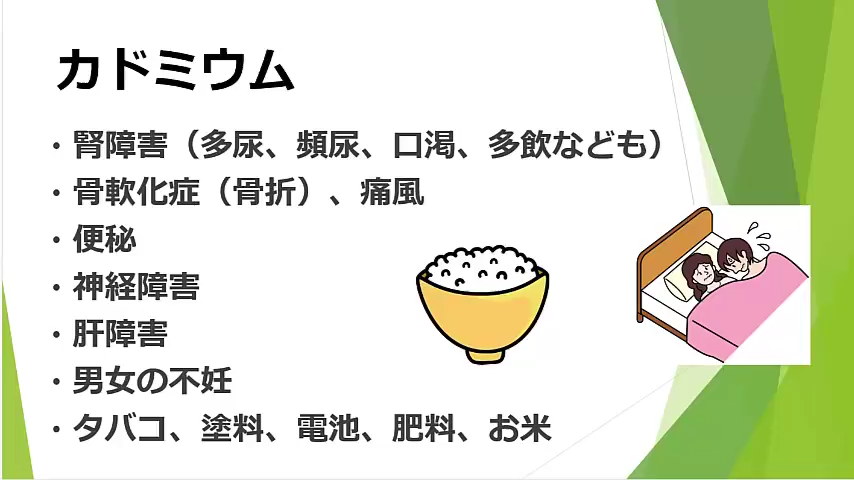 カドミウム
・腎障害（多尿、頻尿、口渇、多飲なども）
・骨軟化症（骨折）、痛風
・便秘
・神経障害
・肝障害
・男女の不妊
・タバコ、塗料、電池、肥料、お米